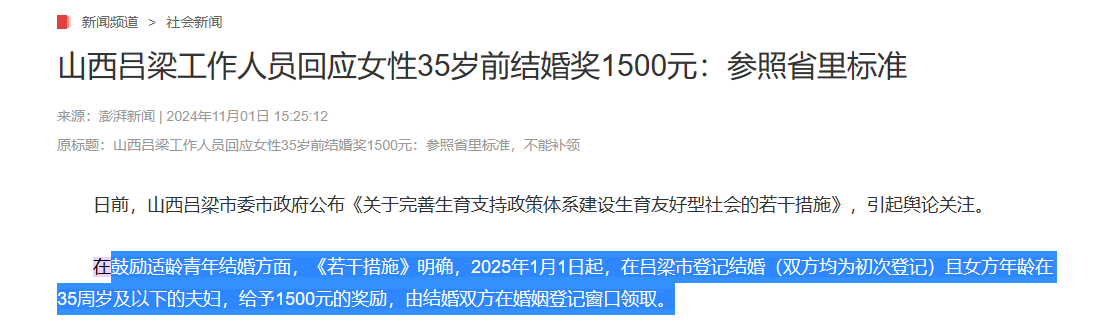 新闻频道 > 社会新闻
山西吕梁工作人员回应女性35岁前结婚奖1500元：参照省里标准
来源：澎湃新闻 | 2024年11月01日 15:25:12
原标题：山西吕梁工作人员回应女性35岁前结婚奖1500元：参照省里标准，不能补领
日前，山西吕梁市委市政府公布《关于完善生育支持政策体系建设生育友好型社会的若干措施》，引起舆论关注。
在鼓励适龄青年结婚方面，《若干措施》明确，2025年1月1日起，在吕梁市登记结婚（双方均为初次登记）且女方年龄在
35周岁及以下的夫妇，给予1500元的奖励，由结婚双方在婚姻登记窗口领取。